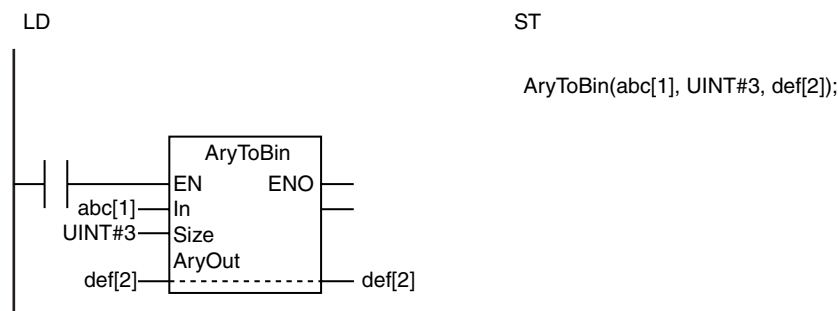 LD
ST
AryToBin(abc[1], UINT#3, def[2]);
AryToBin
EN ENO
abc[1] In
UINT#3 Size
AryOut
def[2] def[2]